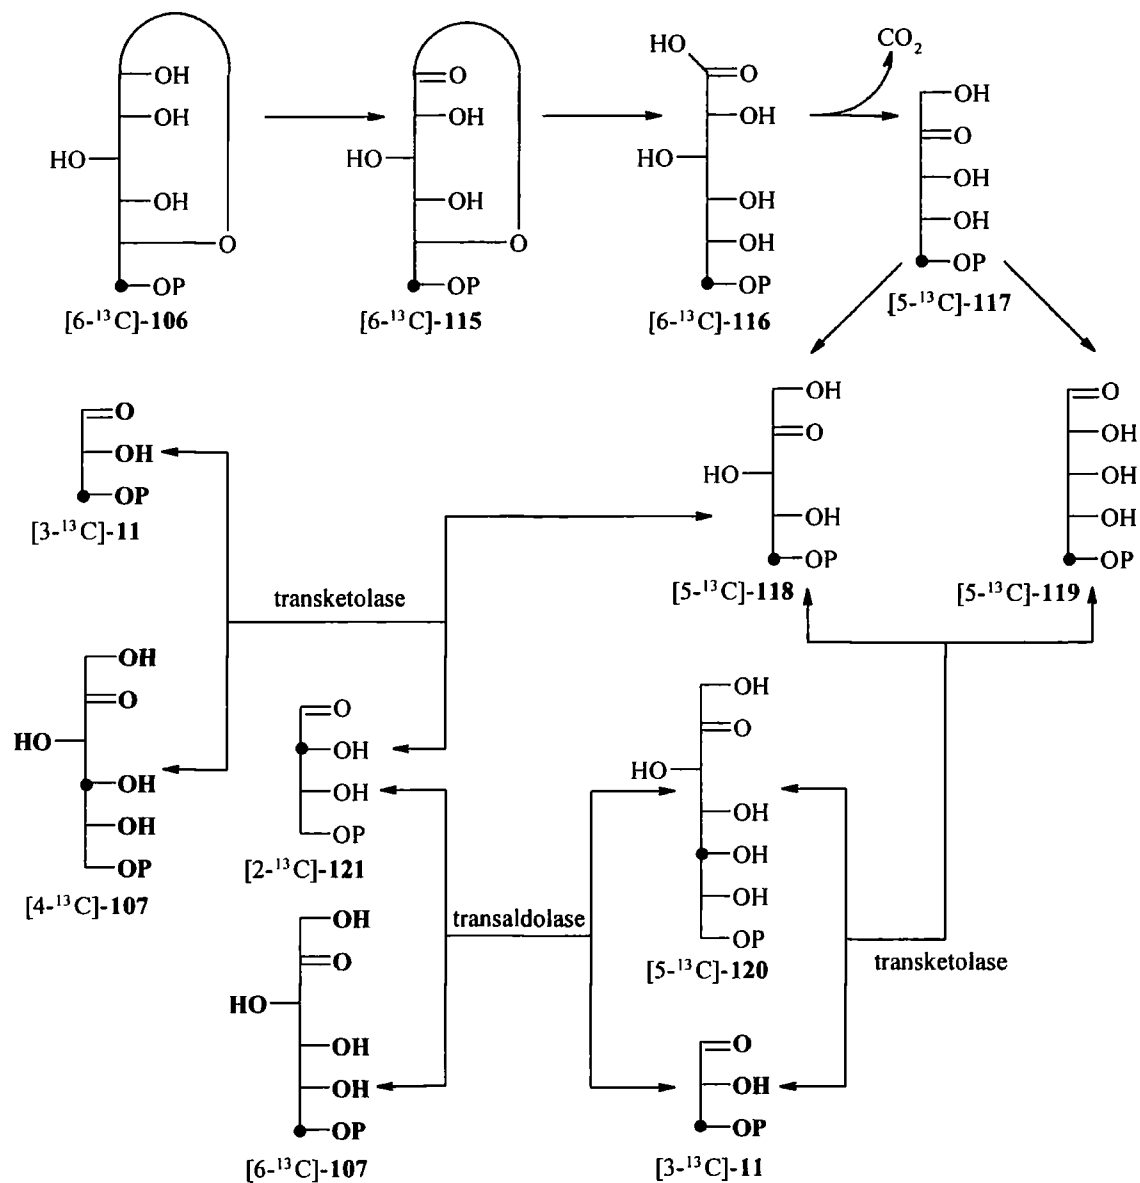 OH
OH
HO
OH
O
OP
[6-¹³C]-106
O
OH
HO
OH
O
OP
[6-¹³C]-115
HO
O
OH
HO
OH
OH
OP
[6-¹³C]-116
CO₂
OH
O
OH
OH
OP
[5-¹³C]-117
O
OH
OP
[3-¹³C]-11
OH
O
HO
OH
OP
[5-¹³C]-118
O
OH
OH
OH
OP
[5-¹³C]-119
transketolase
OH
O
HO
OH
OH
OP
[4-¹³C]-107
O
OH
OH
OP
[2-¹³C]-121
OH
O
HO
OH
OH
OH
OP
[5-¹³C]-120
transaldolase
transketolase
OH
O
HO
OH
OH
OP
[6-¹³C]-107
O
OH
OP
[3-¹³C]-11